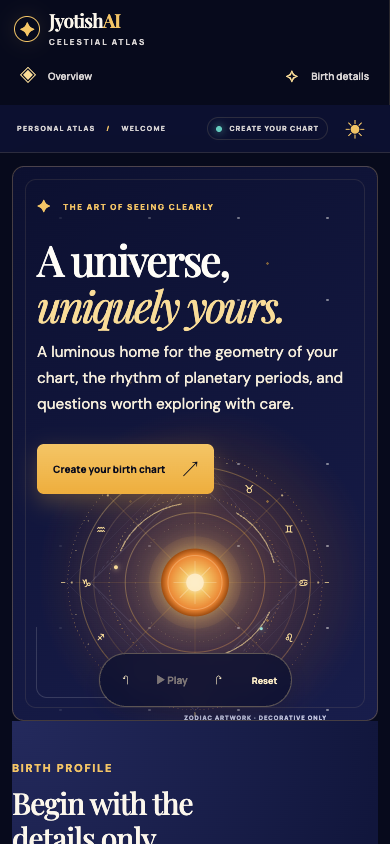 JyotishAI
CELESTIAL ATLAS
Overview
Birth details
PERSONAL ATLAS / WELCOME
CREATE YOUR CHART
THE ART OF SEEING CLEARLY
A universe,
uniquely yours.
A luminous home for the geometry of your
chart, the rhythm of planetary periods, and
questions worth exploring with care.
Create your birth chart
♉
♒
♊
♑
♋
♐
♌
Play
Reset
ZODIAC ARTWORK · DECORATIVE ONLY
BIRTH PROFILE
Begin with the
details only